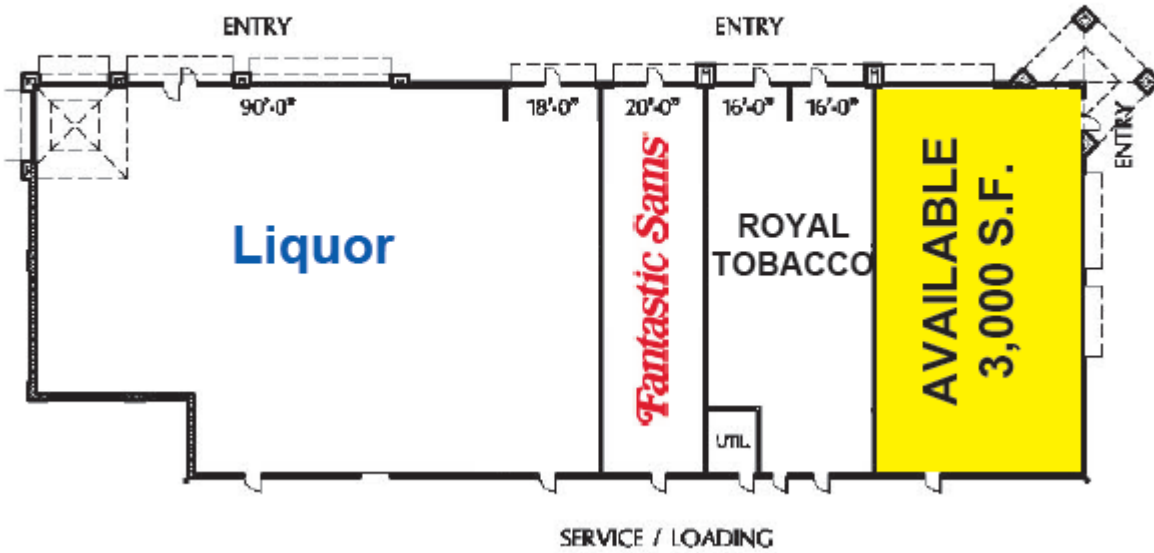 ENTRY
ENTRY
90'-0"
18'-0"
20'-0"
16'-0"
16'-0"
ENTRY
Liquor
Fantastic Sams
ROYAL
TOBACCO
AVAILABLE
3,000 S.F.
UTIL.
SERVICE / LOADING